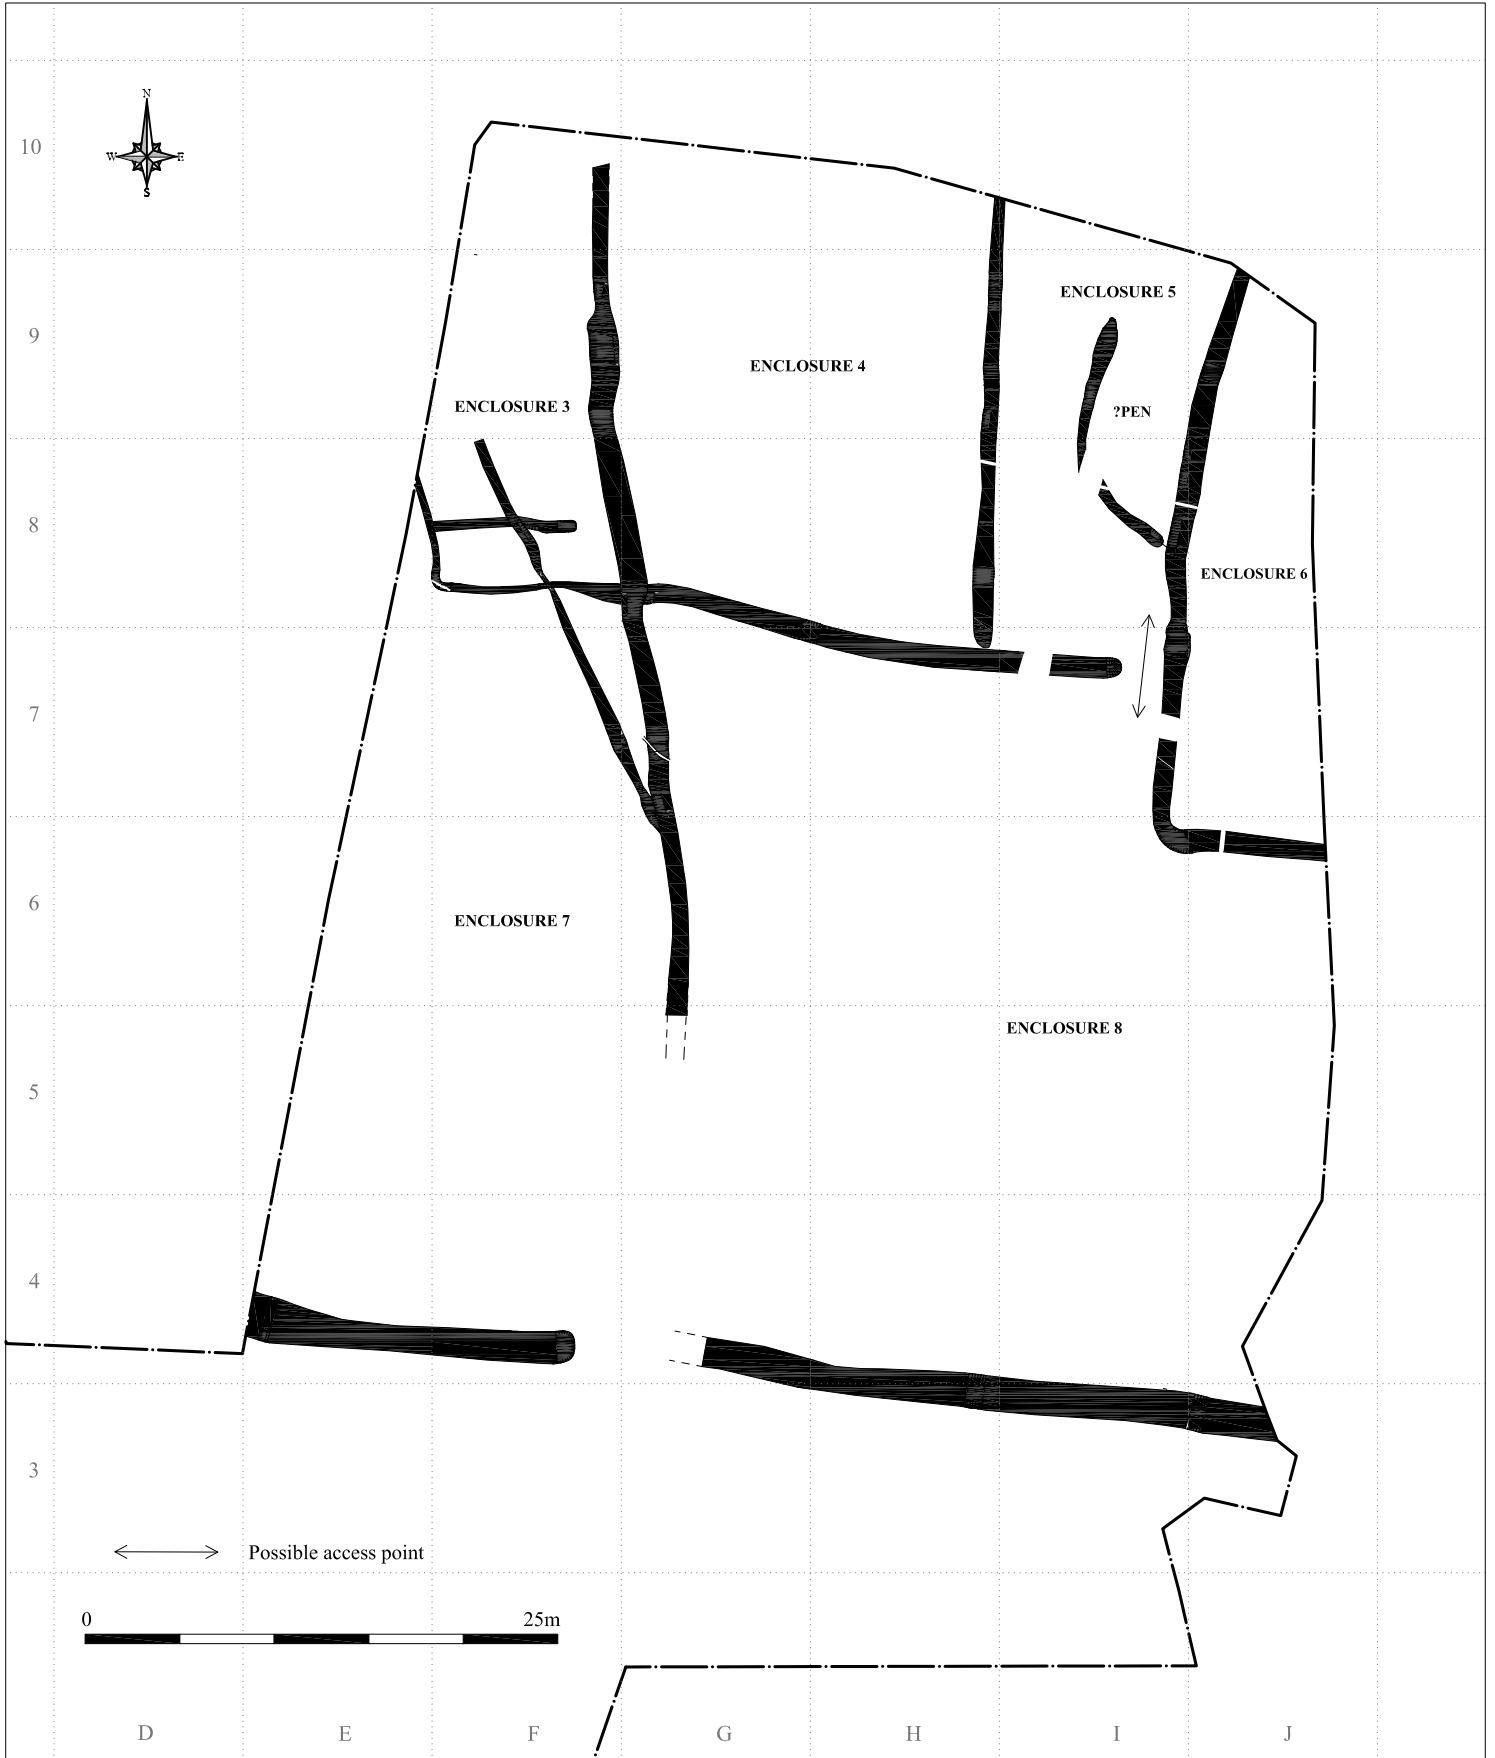 N
W E
S
10
9
8
7
6
5
4
3
ENCLOSURE 5
ENCLOSURE 4
ENCLOSURE 3
?PEN
ENCLOSURE 6
ENCLOSURE 7
ENCLOSURE 8
Possible access point
0 25m
D E F G H I J